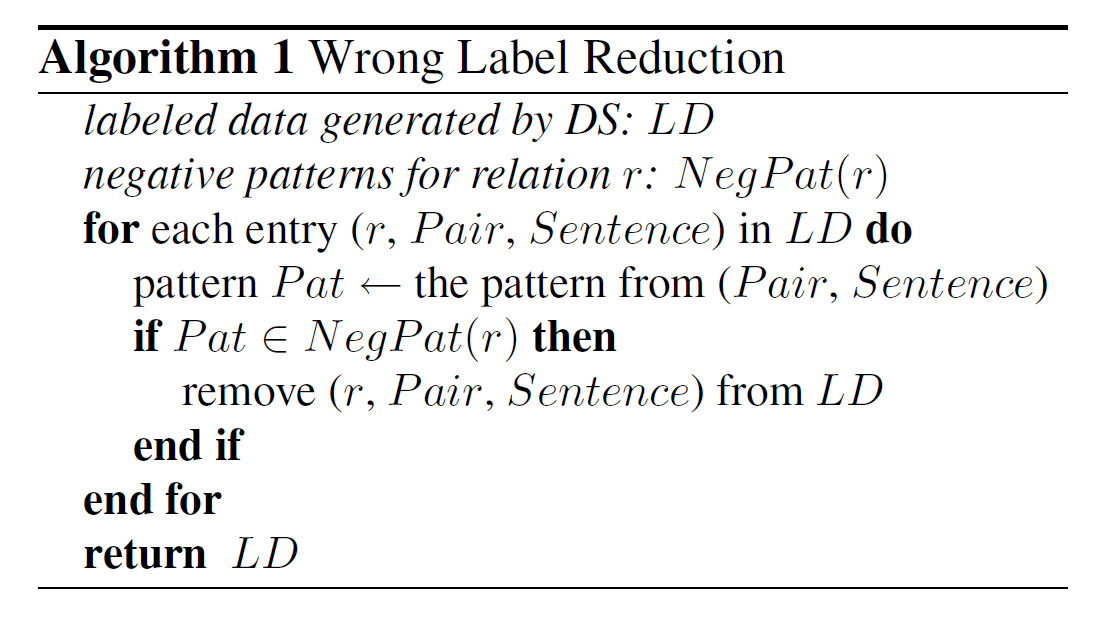 Algorithm 1 Wrong Label Reduction
labeled data generated by DS: LD
negative patterns for relation r: NegPat(r)
for each entry (r, Pair, Sentence) in LD do
pattern Pat ← the pattern from (Pair, Sentence)
if Pat ∈ NegPat(r) then
remove (r, Pair, Sentence) from LD
end if
end for
return LD